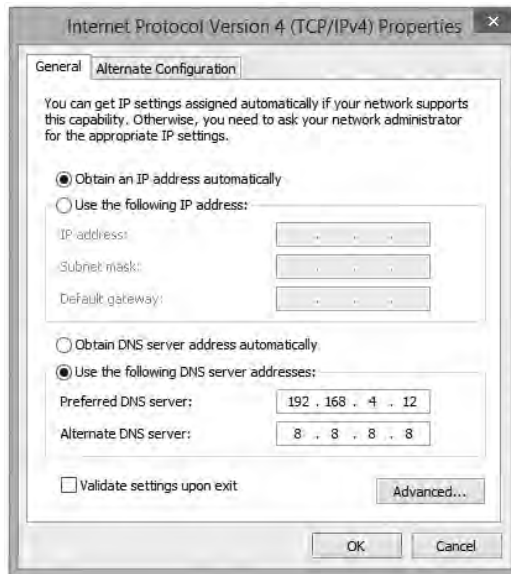 Internet Protocol Version 4 (TCP/IPv4) Properties
General
Alternate Configuration
You can get IP settings assigned automatically if your network supports
this capability. Otherwise, you need to ask your network administrator
for the appropriate IP settings.
Obtain an IP address automatically
Use the following IP address:
IP address:
Subnet mask:
Default gateway:
Obtain DNS server address automatically
Use the following DNS server addresses:
Preferred DNS server: 192 . 168 . 4 . 12
Alternate DNS server: 8 . 8 . 8 . 8
Validate settings upon exit
Advanced...
OK
Cancel